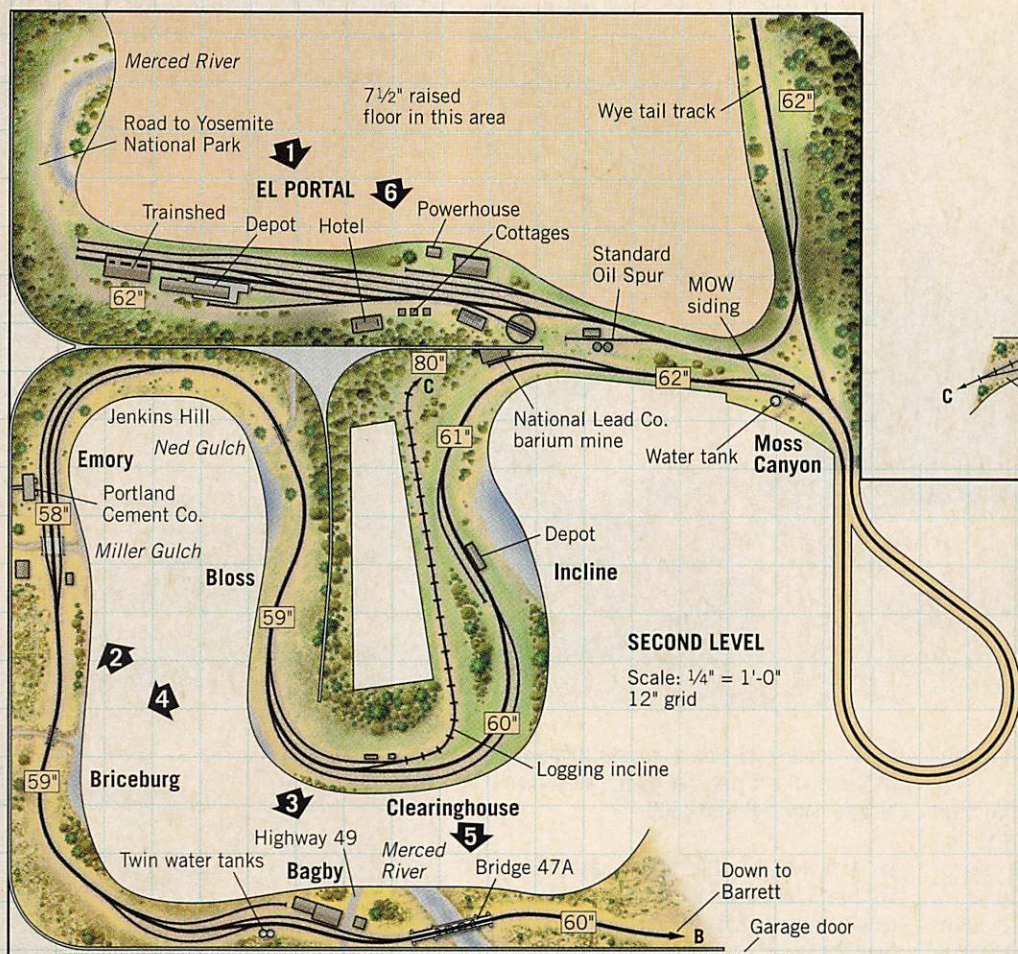 Merced River
7½" raised
floor in this area
Wye tail track
62"
Road to Yosemite
National Park
1
EL PORTAL
6
Trainshed
Depot
Hotel
Powerhouse
Cottages
Standard
Oil Spur
MOW
siding
62"
80"
C
62"
National Lead Co.
barium mine
Water tank
Moss
Canyon
C
Jenkins Hill
Ned Gulch
61"
Emory
Portland
Cement Co.
58"
Miller Gulch
Bloss
Depot
Incline
59"
SECOND LEVEL
Scale: ¼" = 1'-0"
12" grid
2
4
60"
Briceburg
59"
Logging incline
3
Clearinghouse
5
Highway 49
Twin water tanks
Bagby
Merced
River
Bridge 47A
Down to
Barrett
60"
B
Garage door